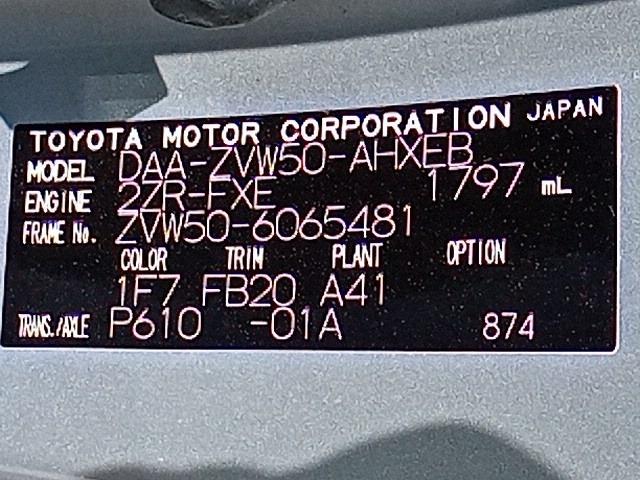 TOYOTA MOTOR CORPORATION JAPAN
MODEL DAA-ZVW50-AHXEB
ENGINE 2ZR-FXE 1797 mL
FRAME No. ZVW50-6065481
COLOR TRIM PLANT OPTION
1F7 FB20 A41
TRANS./AXLE P610 -01A 874